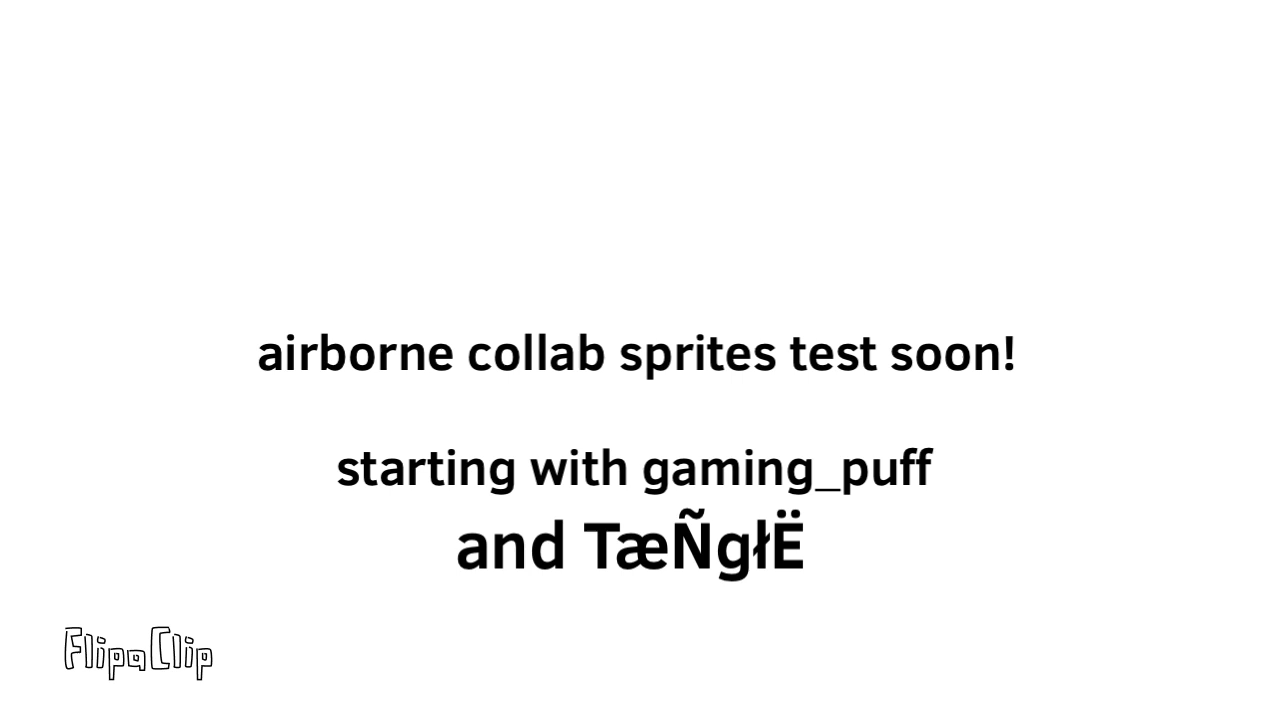 airborne collab sprites test soon!
starting with gaming_puff
and TæÑgłË
FlipaClip